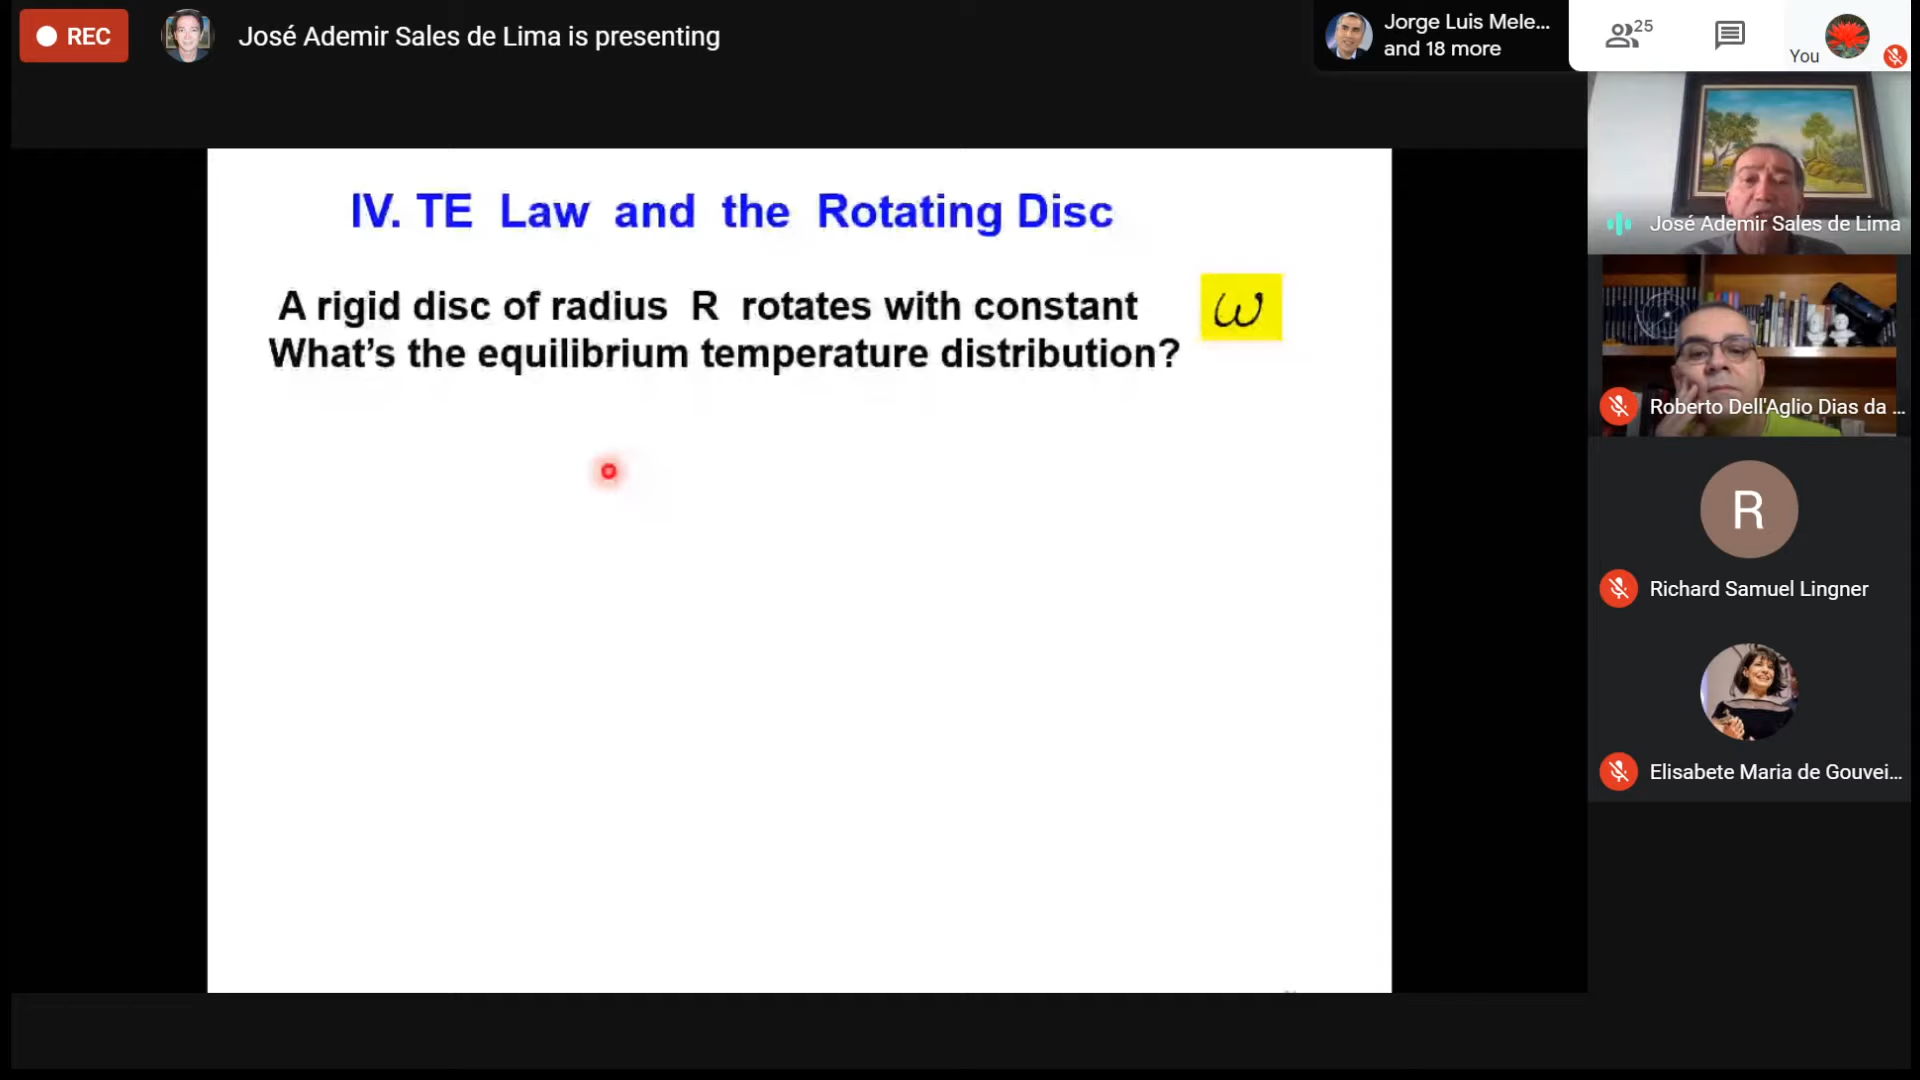 REC
José Ademir Sales de Lima is presenting
Jorge Luis Mele...
and 18 more
25
You
IV. TE Law and the Rotating Disc
A rigid disc of radius R rotates with constant ω
What's the equilibrium temperature distribution?
José Ademir Sales de Lima
Roberto Dell'Aglio Dias da ...
R
Richard Samuel Lingner
Elisabete Maria de Gouvei...